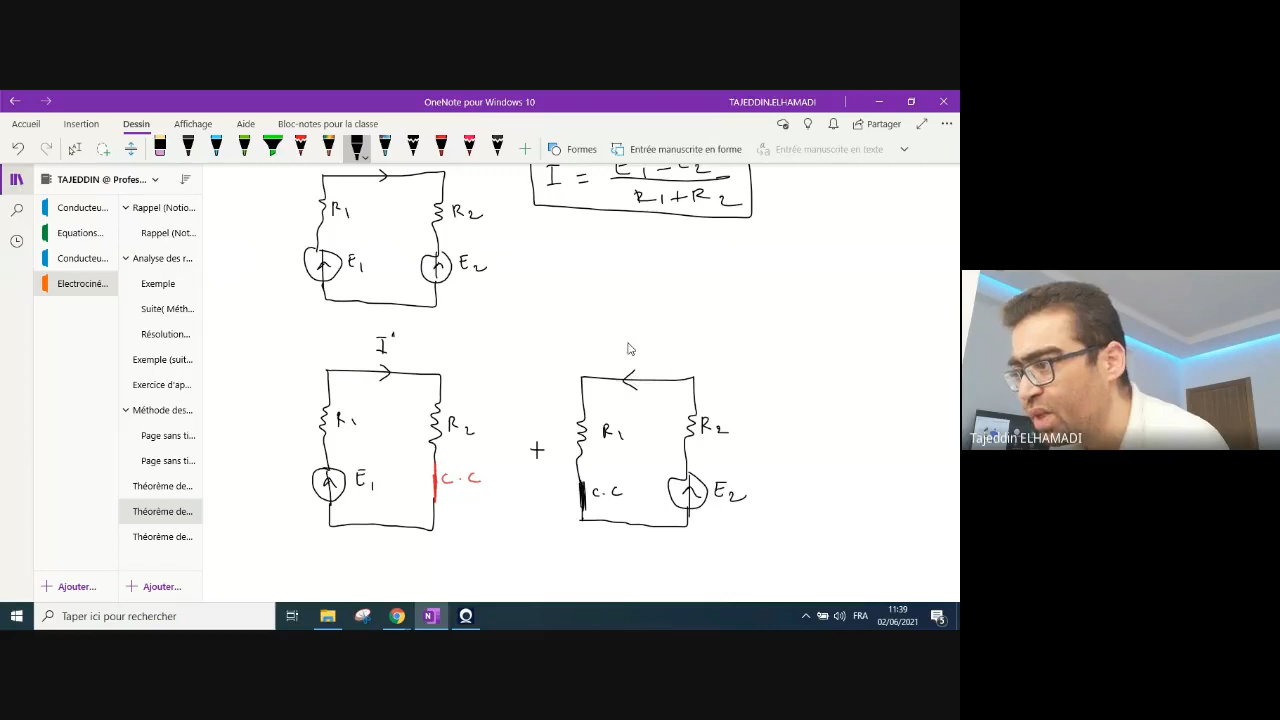 OneNote pour Windows 10
TAJEDDIN.ELHAMADI
Accueil Insertion Dessin Affichage Aide Bloc-notes pour la classe
Partager
Formes Entrée manuscrite en forme Entrée manuscrite en texte
TAJEDDIN @ Profes...
Conducteu...
Equations...
Conducteu...
Electrociné...
Rappel (Notio...
Rappel (Not...
Analyse des r...
Exemple
Suite( Méth...
Résolution...
Exemple (suit...
Exercice d'ap...
Méthode des...
Page sans ti...
Page sans ti...
Théorème de...
Théorème de...
Théorème de...
Ajouter... Ajouter...
I = E1 - E2
R1 + R2
R1 R2
E1 E2
I'
R1 R2
E1 C.C
+
R1 R2
C.C E2
Tajeddin ELHAMADI
Taper ici pour rechercher
FRA
11:39
02/06/2021
5